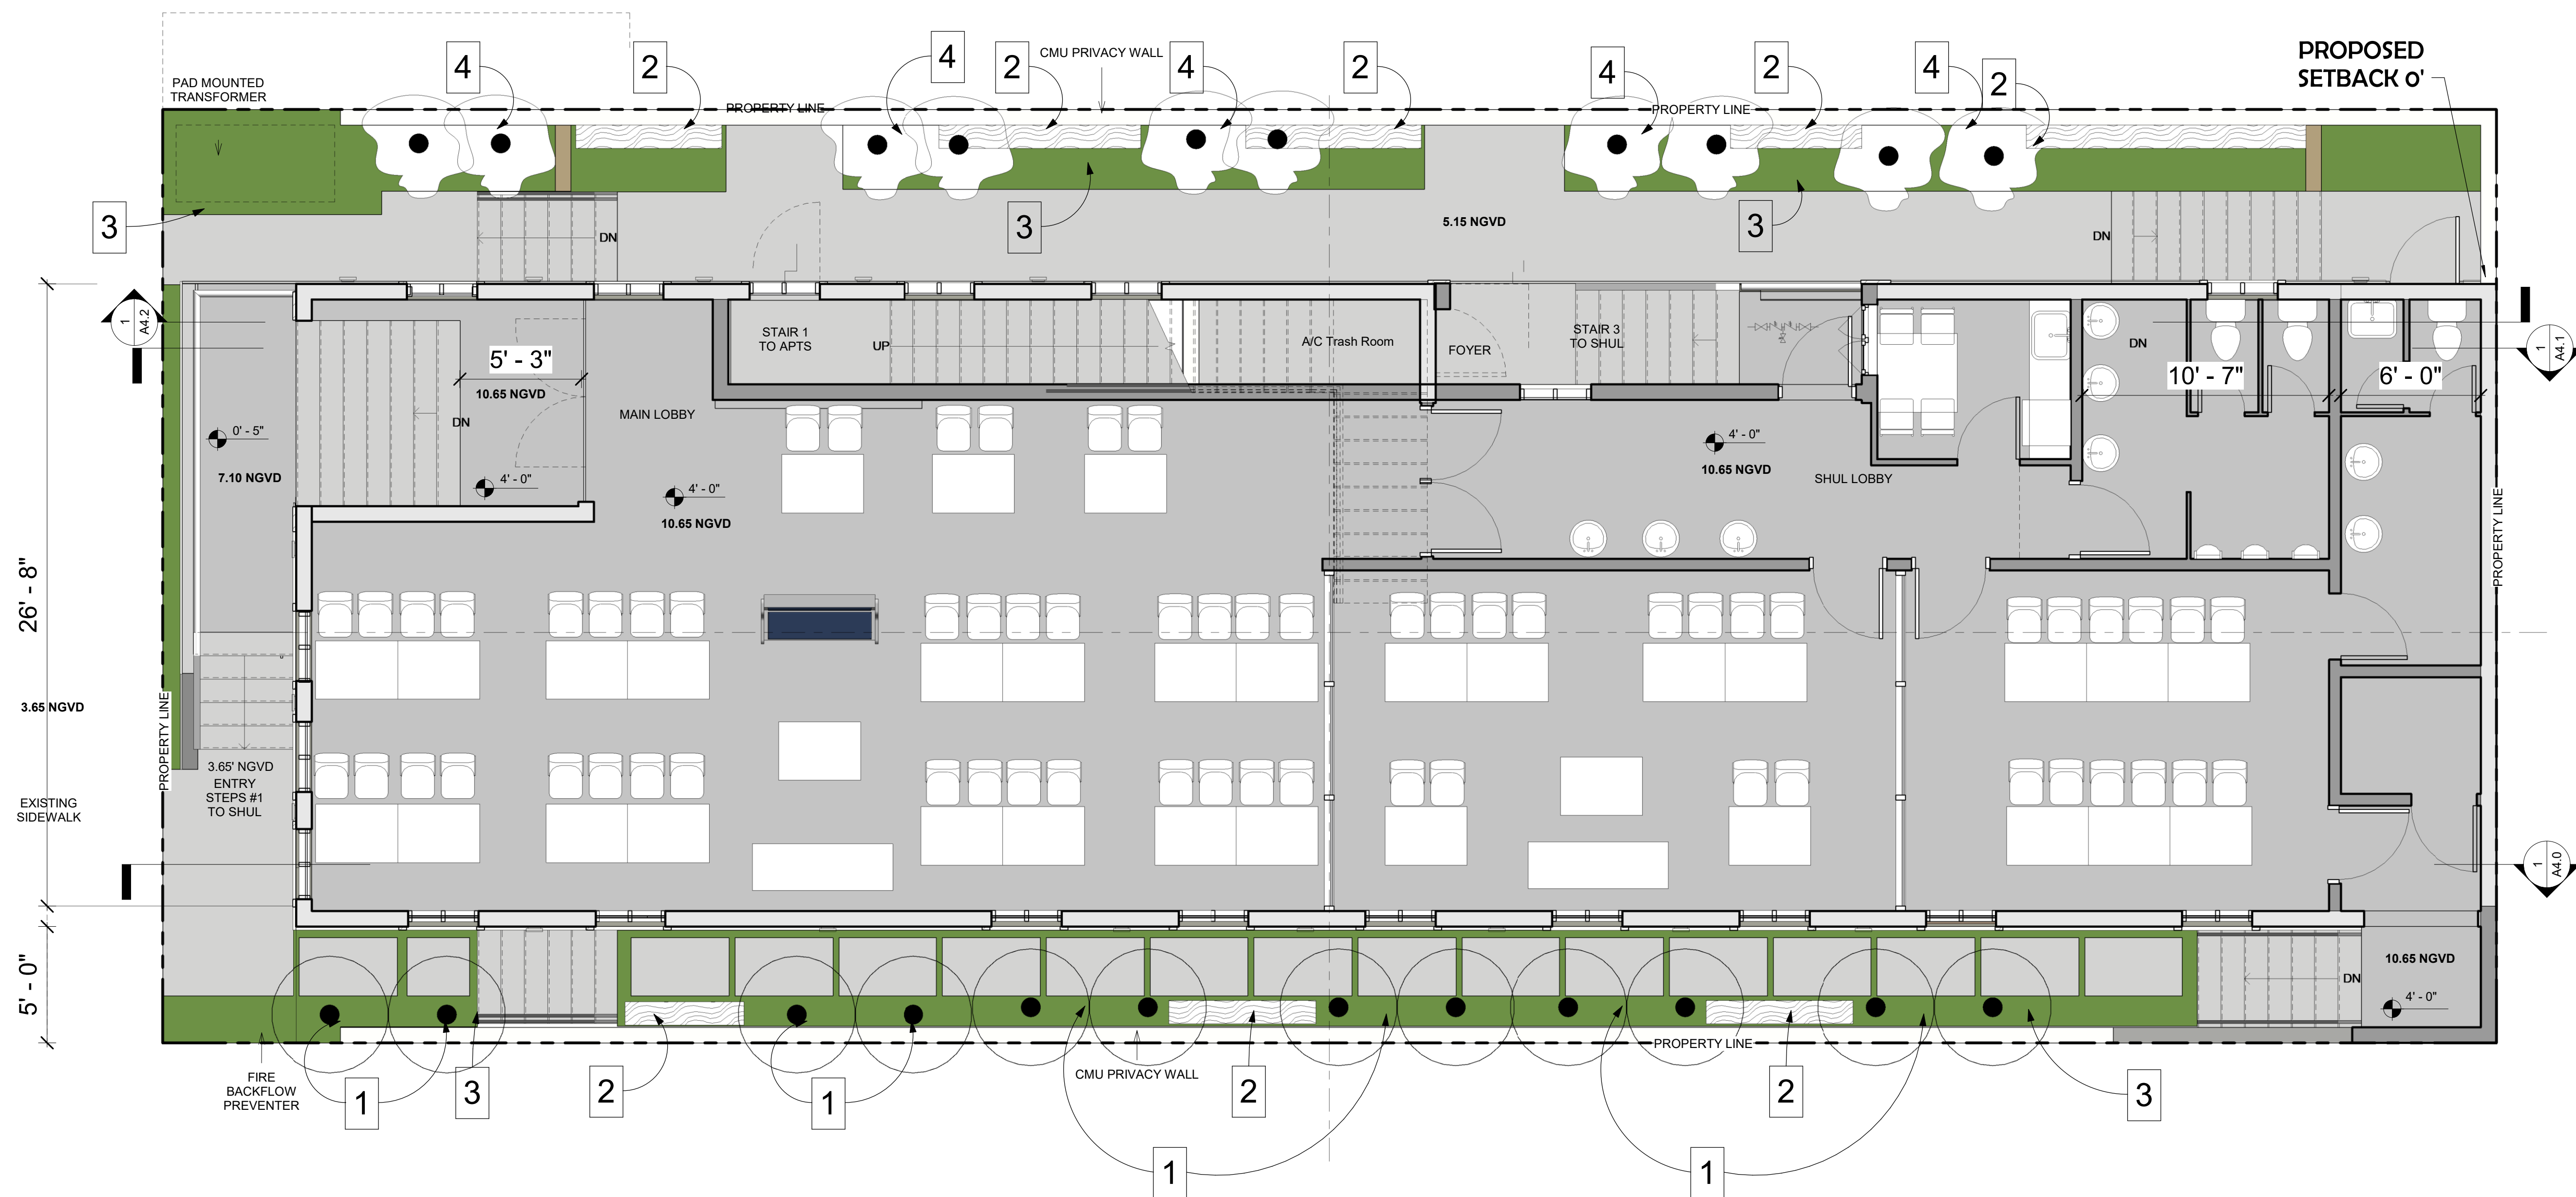 PROPOSED
SETBACK 0'
4
2
4
2
CMU PRIVACY WALL
4
2
4
2
4
2
PAD MOUNTED
TRANSFORMER
PROPERTY LINE
PROPERTY LINE
3
3
3
5.15 NGVD
DN
DN
1
A4.2
1
A4.1
STAIR 1
TO APTS
UP
A/C Trash Room
FOYER
STAIR 3
TO SHUL
DN
5' - 3"
10.65 NGVD
10' - 7"
6' - 0"
MAIN LOBBY
DN
0' - 5"
7.10 NGVD
4' - 0"
4' - 0"
10.65 NGVD
4' - 0"
10.65 NGVD
SHUL LOBBY
PROPERTY LINE
26' - 8"
3.65 NGVD
PROPERTY LINE
3.65' NGVD
ENTRY
STEPS #1
TO SHUL
EXISTING
SIDEWALK
1
A4.0
5' - 0"
10.65 NGVD
DN
4' - 0"
PROPERTY LINE
FIRE
BACKFLOW
PREVENTER
CMU PRIVACY WALL
1
3
2
1
2
2
3
1
1